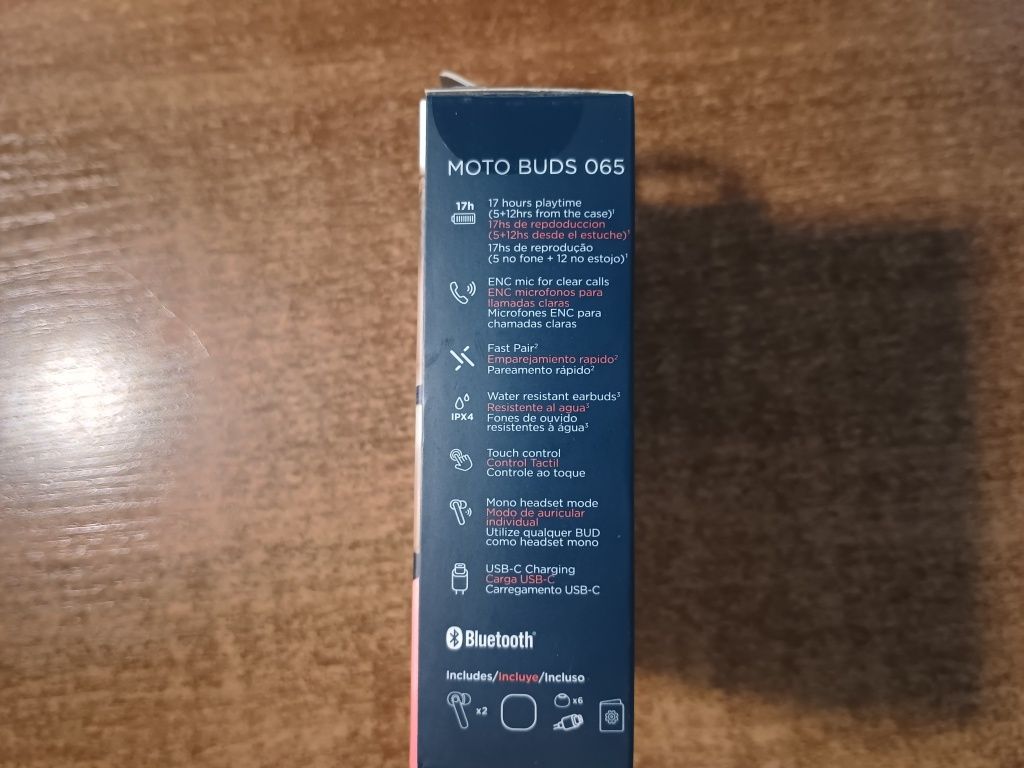 MOTO BUDS 065
17h
17 hours playtime
(5+12hrs from the case)¹
17hs de repdoduccion
(5+12hs desde el estuche)¹
17hs de reprodução
(5 no fone + 12 no estojo)¹
ENC mic for clear calls
ENC microfonos para
llamadas claras
Microfones ENC para
chamadas claras
Fast Pair²
Emparejamiento rapido²
Pareamento rápido²
IPX4
Water resistant earbuds³
Resistente al agua³
Fones de ouvido
resistentes à água³
Touch control
Control Tactil
Controle ao toque
Mono headset mode
Modo de auricular
individual
Utilize qualquer BUD
como headset mono
USB-C Charging
Carga USB-C
Carregamento USB-C
Bluetooth®
Includes/Incluye/Incluso
x2
x6